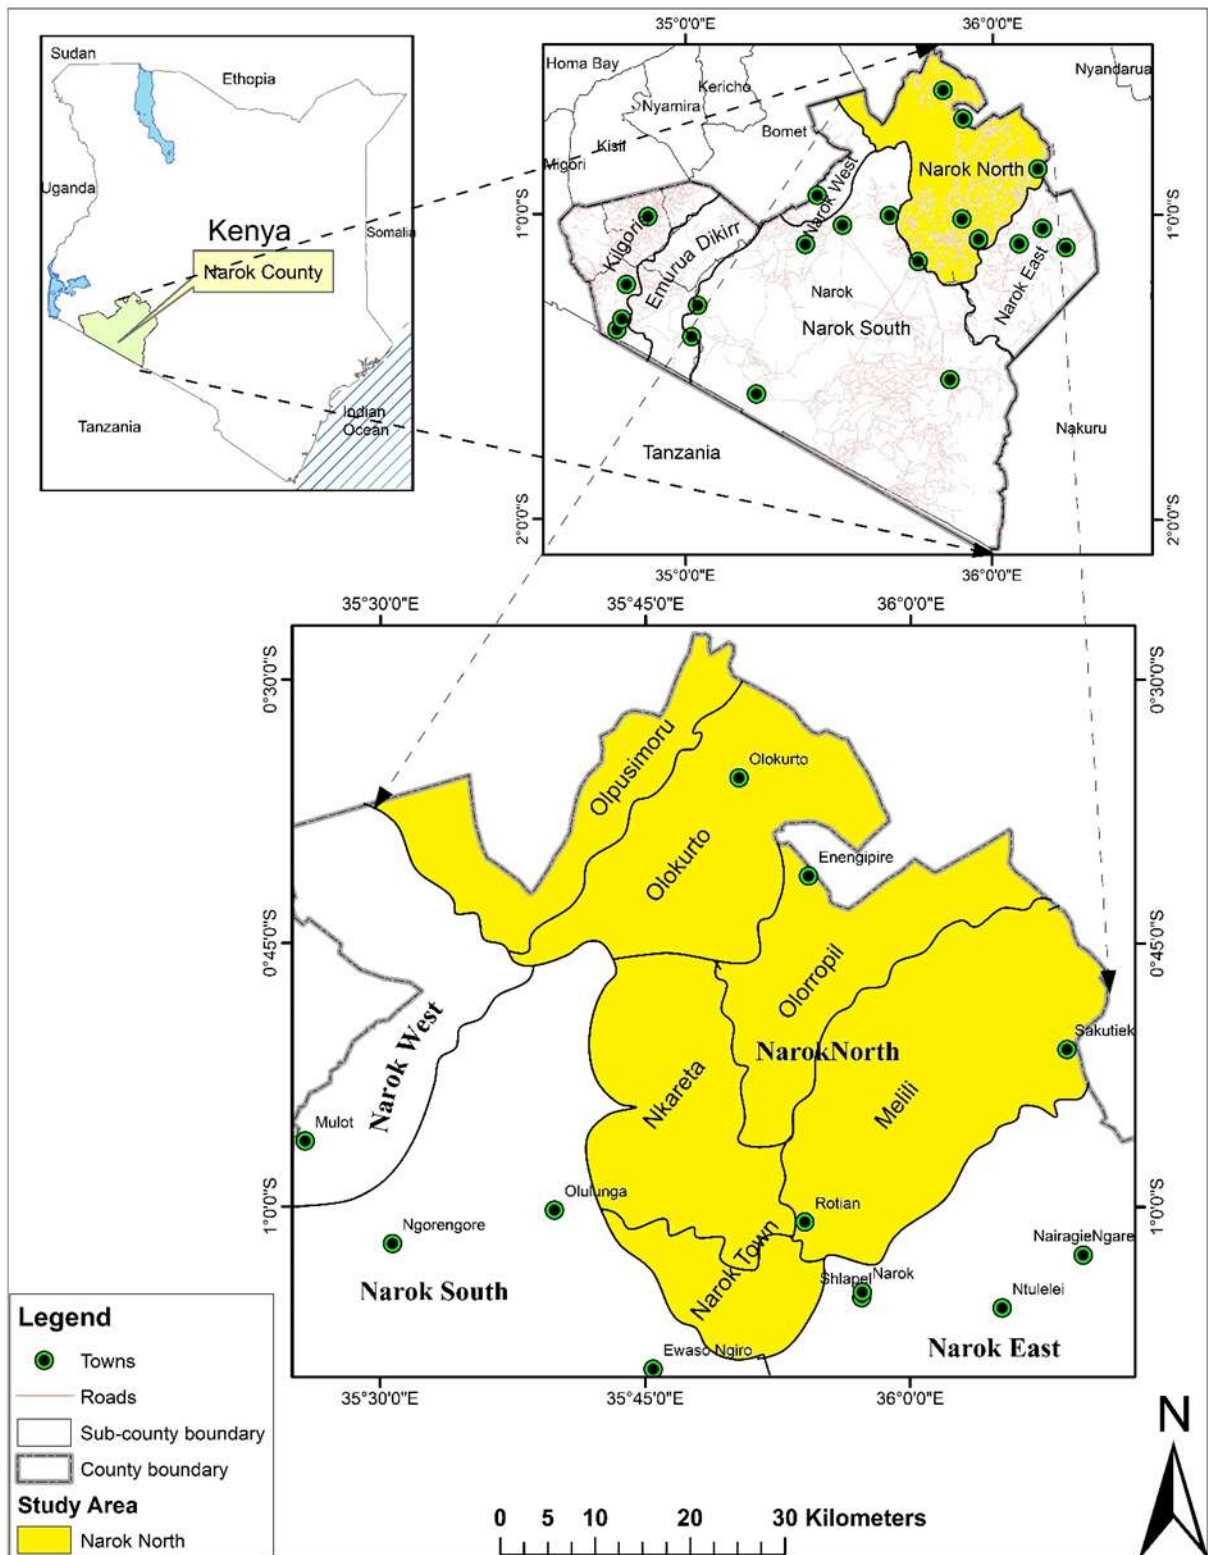 Sudan
Ethiopia
Uganda
Kenya
Somalia
Narok County
Tanzania
Indian
Ocean
35°0'0"E
36°0'0"E
Homa Bay
Nyandarua
Kericho
Nyamira
Bomet
Kisii
Migori
Narok West
Narok North
1°0'0"S
1°0'0"S
Kilgori
Emurua Dikirr
Narok East
Narok
Narok South
Nakuru
Tanzania
2°0'0"S
2°0'0"S
35°0'0"E
36°0'0"E
35°30'0"E
35°45'0"E
36°0'0"E
0°30'0"S
0°30'0"S
Olpusimoru
Olokurto
Olokurto
Enengipire
0°45'0"S
0°45'0"S
Olorropil
Narok West
NarokNorth
Sakutiek
Nkareta
Melili
Mulot
Olulunga
Rotian
1°0'0"S
1°0'0"S
Ngorengore
NairagieNgare
Narok Town
Narok
Shlapel
Ntulelei
Narok South
Narok East
Ewaso Ngiro
35°30'0"E
35°45'0"E
36°0'0"E
Legend
Towns
Roads
Sub-county boundary
County boundary
Study Area
Narok North
0 5 10 20 30 Kilometers
N